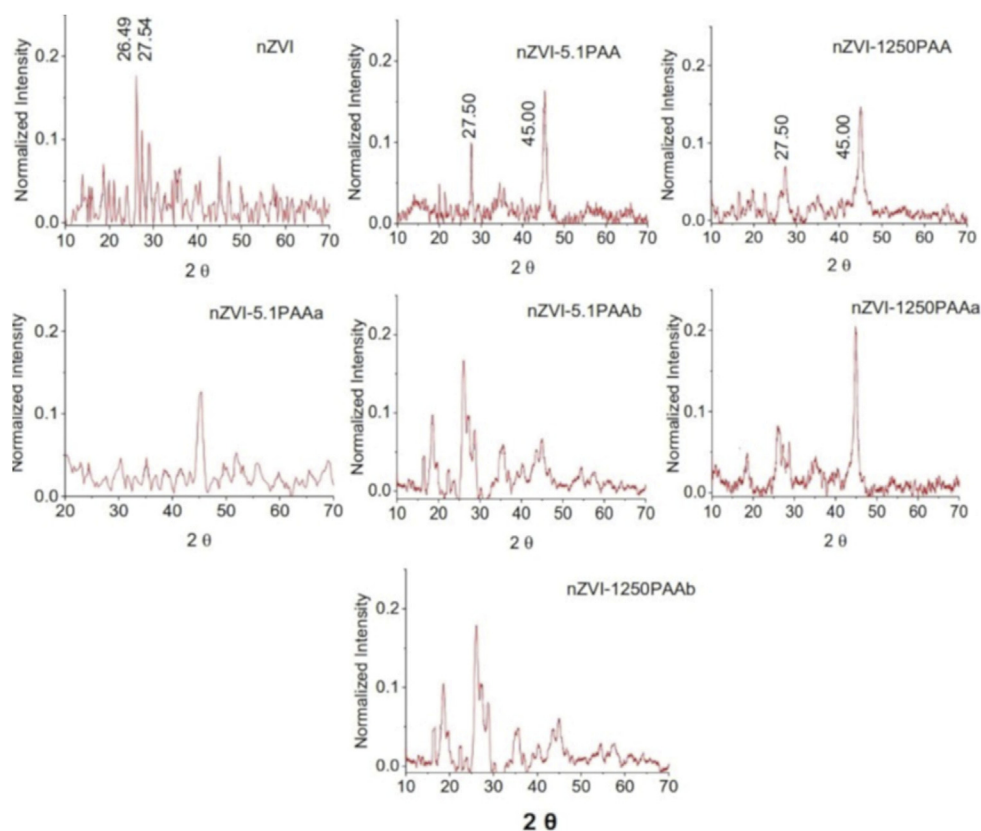 26.49
27.54
nZVI
Normalized Intensity
0.2
0.1
0.0
10 20 30 40 50 60 70
2 θ
nZVI-5.1PAA
27.50
45.00
Normalized Intensity
0.2
0.1
0.0
10 20 30 40 50 60 70
2 θ
nZVI-1250PAA
27.50
45.00
Normalized Intensity
0.2
0.1
0.0
10 20 30 40 50 60 70
2 θ
nZVI-5.1PAAa
Normalized Intensity
0.2
0.1
0.0
20 30 40 50 60 70
2 θ
nZVI-5.1PAAb
Normalized Intensity
0.2
0.1
0.0
10 20 30 40 50 60 70
2 θ
nZVI-1250PAAa
Normalized Intensity
0.2
0.1
0.0
10 20 30 40 50 60 70
2 θ
nZVI-1250PAAb
Normalized Intensity
0.2
0.1
0.0
10 20 30 40 50 60 70
2 θ